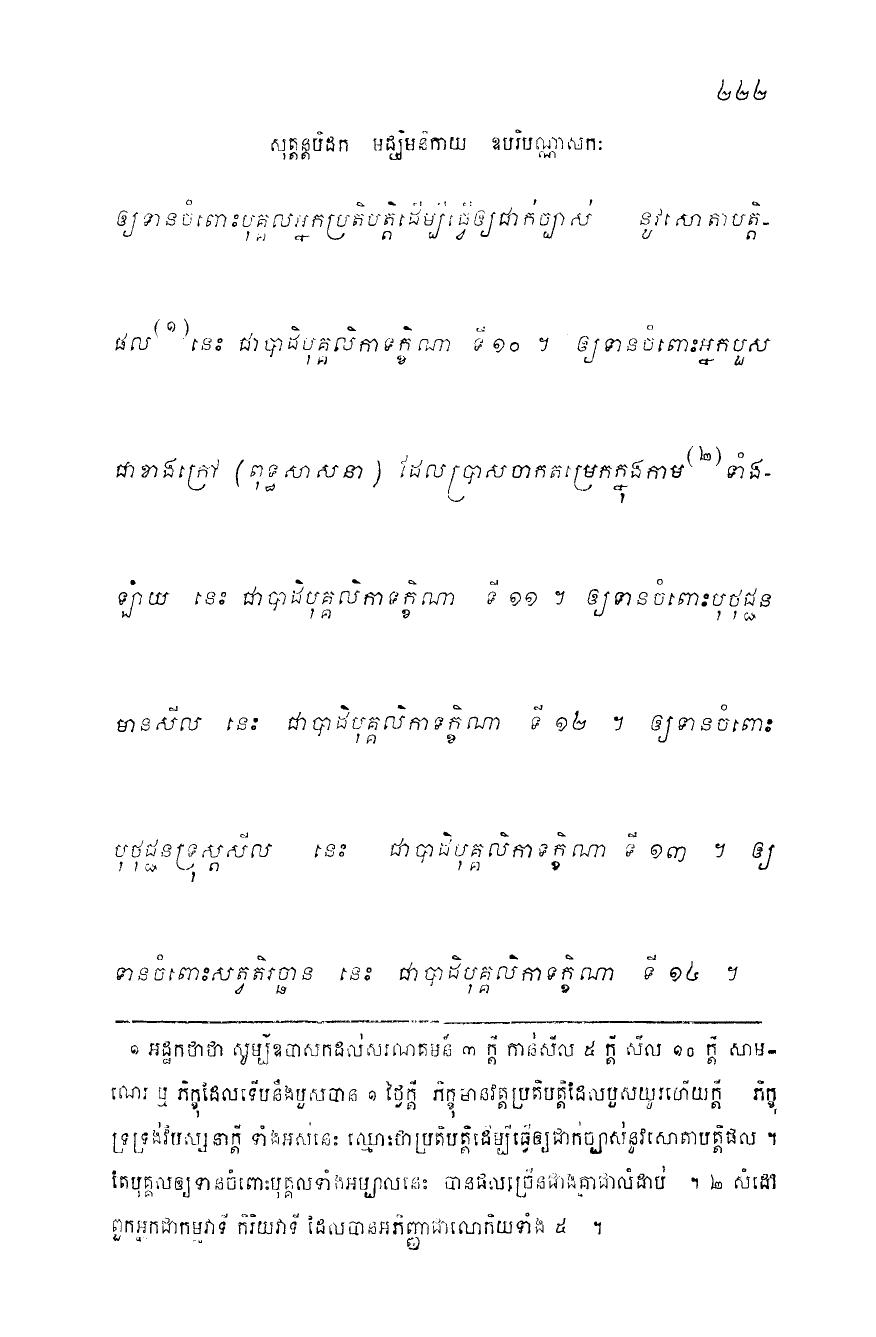 ២២២
សុត្តន្តបិដក មជ្ឈិមនិកាយ ឧបរិបណ្ណាសកៈ
ឲ្យទានចំពោះបុគ្គលអ្នកប្រតិបត្តិដើម្បីធ្វើឲ្យជាក់ច្បាស់ នូវសោតាបត្តិ-
ផល(១)នេះ ជាបាដិបុគ្គលិកាទក្ខិណា ទី ១០ ។ ឲ្យទានចំពោះអ្នកបួស
ជាខាងក្រៅ (ពុទ្ធសាសនា) ដែលប្រាសចាកតម្រេកក្នុងកាម(២)ទាំង-
ឡាយ នេះ ជាបាដិបុគ្គលិកាទក្ខិណា ទី ១១ ។ ឲ្យទានចំពោះបុថុជ្ជន
មានសីល នេះ ជាបាដិបុគ្គលិកាទក្ខិណា ទី ១២ ។ ឲ្យទានចំពោះ
បុថុជ្ជនទ្រុស្តសីល នេះ ជាបាដិបុគ្គលិកាទក្ខិណា ទី ១៣ ។ ឲ្យ
ទានចំពោះសត្វតិរច្ឆាន នេះ ជាបាដិបុគ្គលិកាទក្ខិណា ទី ១៤ ។
១ អដ្ឋកថាថា សូម្បីឧបាសកដល់សរណគមន៍ ៣ ក្តី កាន់សីល ៥ ក្តី សីល ១០ ក្តី សាម-
ណេរ ឬ ភិក្ខុដែលទើបនឹងបួសបាន ១ ថ្ងៃក្តី ភិក្ខុមានវត្តប្រតិបត្តិដែលបួសយូរហើយក្តី ភិក្ខុ
ទ្រទ្រង់វិបស្សនាក្តី ទាំងអស់នេះ ឈ្មោះថាប្រតិបត្តិដើម្បីធ្វើឲ្យជាក់ច្បាស់នូវសោតាបត្តិផល ។
តែបុគ្គលឲ្យទានចំពោះបុគ្គលទាំងអម្បាលនេះ បានផលច្រើនជាងគ្នាជាលំដាប់ ។ ២ សំដៅ
ពួកអ្នកជាកម្មវាទី កិរិយវាទី ដែលបានអភិញ្ញាជាលោកិយទាំង ៥ ។